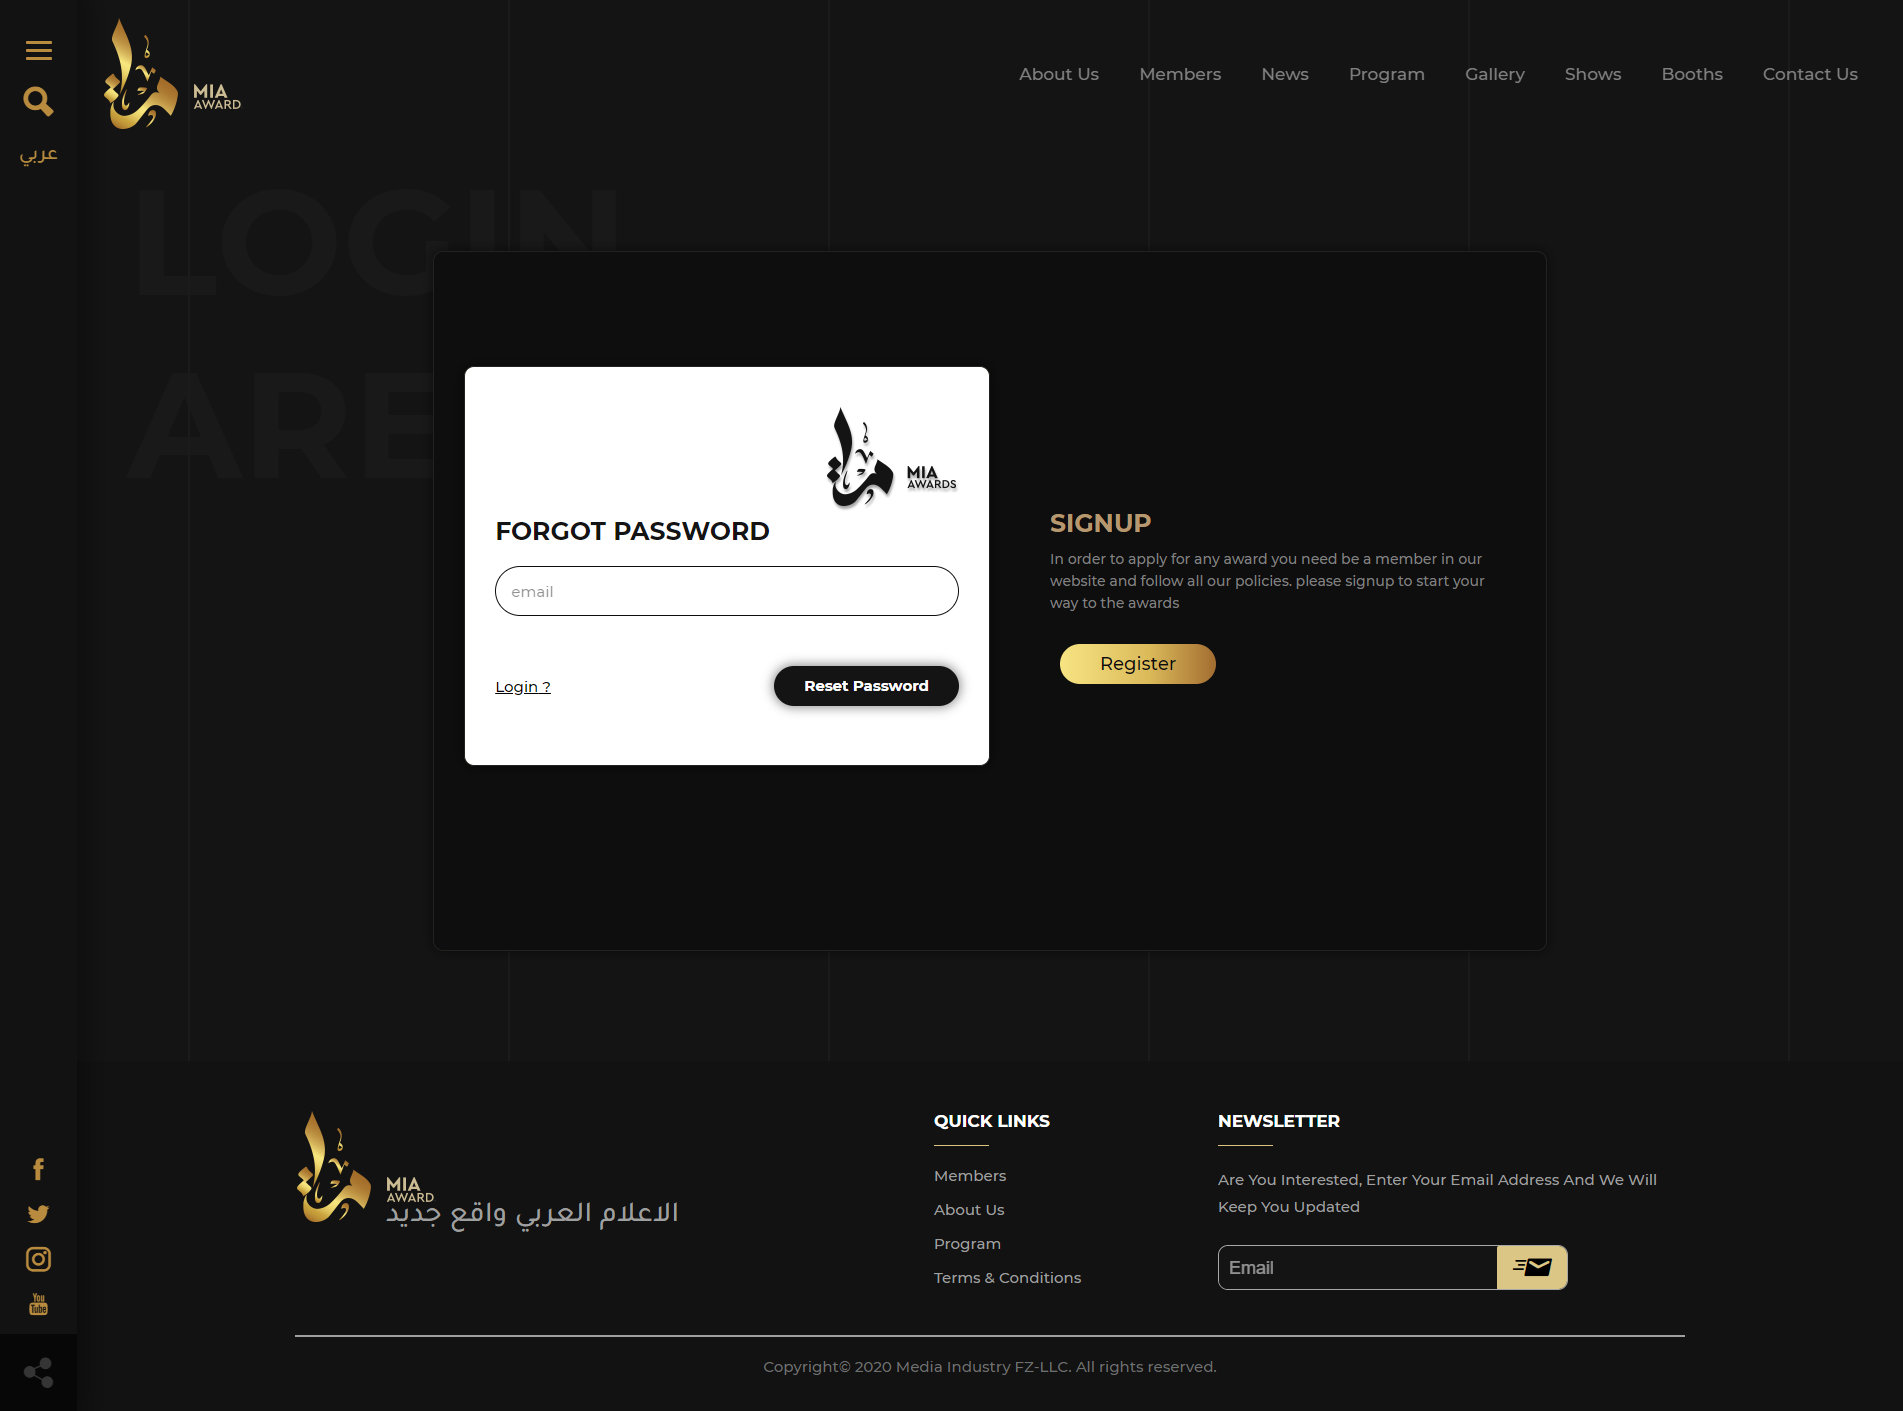 عربي
MIA
AWARD
About Us
Members
News
Program
Gallery
Shows
Booths
Contact Us
LOGIN
ARE
MIA
AWARDS
FORGOT PASSWORD
email
Login ?
Reset Password
SIGNUP
In order to apply for any award you need be a member in our
website and follow all our policies. please signup to start your
way to the awards
Register
You
Tube
MIA
AWARD
الاعلام العربي واقع جديد
QUICK LINKS
Members
About Us
Program
Terms & Conditions
NEWSLETTER
Are You Interested, Enter Your Email Address And We Will
Keep You Updated
Email
Copyright© 2020 Media Industry FZ-LLC. All rights reserved.